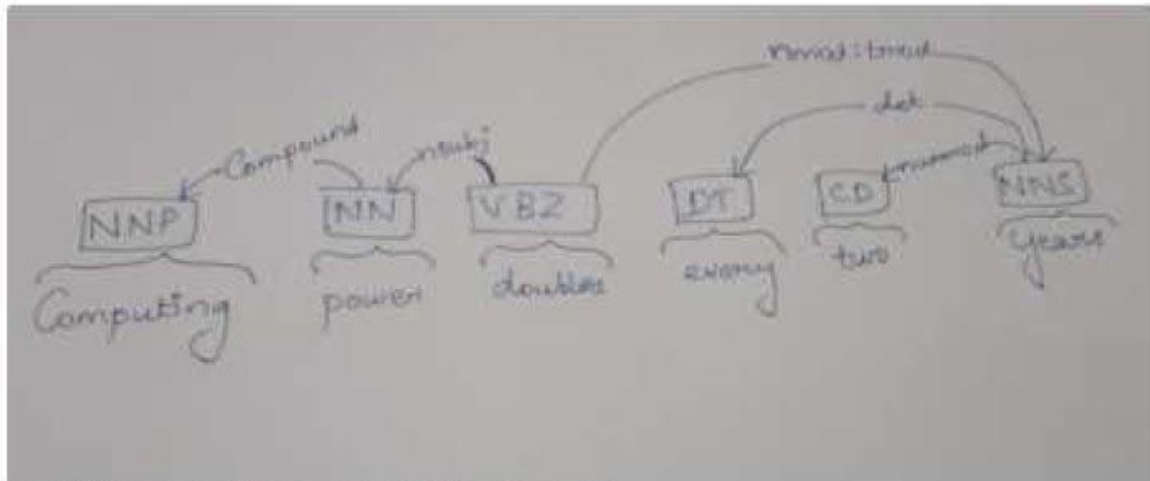 nmod:tmod
det
Compound nsubj nummod
NNP NN VBZ DT CD NNS
Computing power doubles every two years